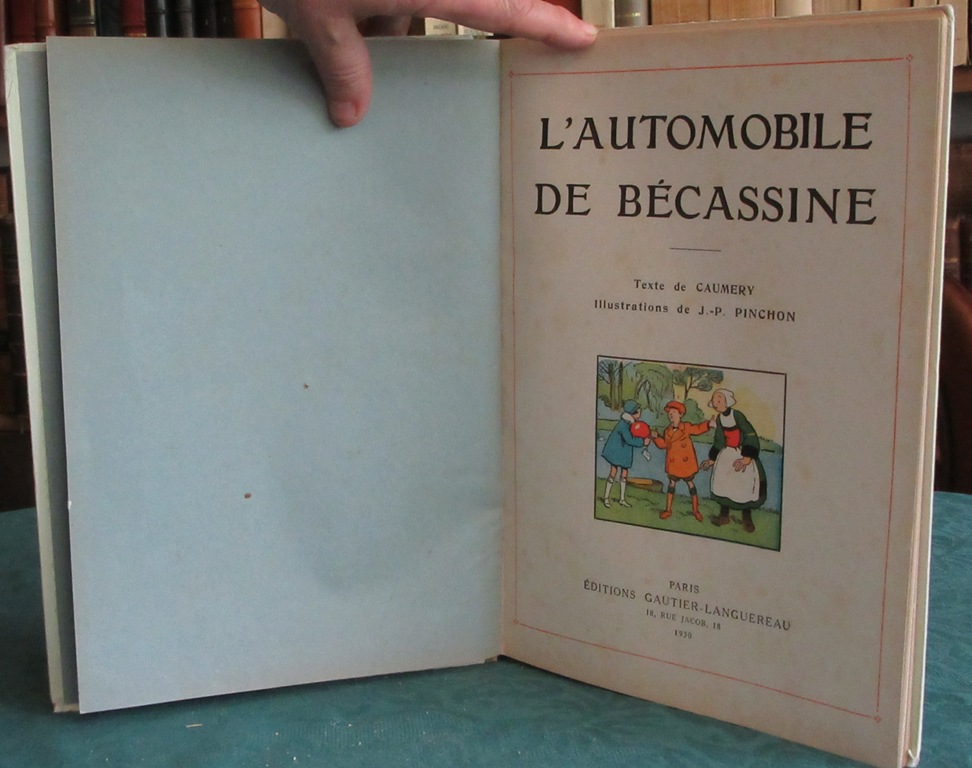 L'AUTOMOBILE
DE BÉCASSINE
Texte de CAUMERY
Illustrations de J.-P. PINCHON
PARIS
ÉDITIONS GAUTIER-LANGUEREAU
18, RUE JACOB, 18
1930